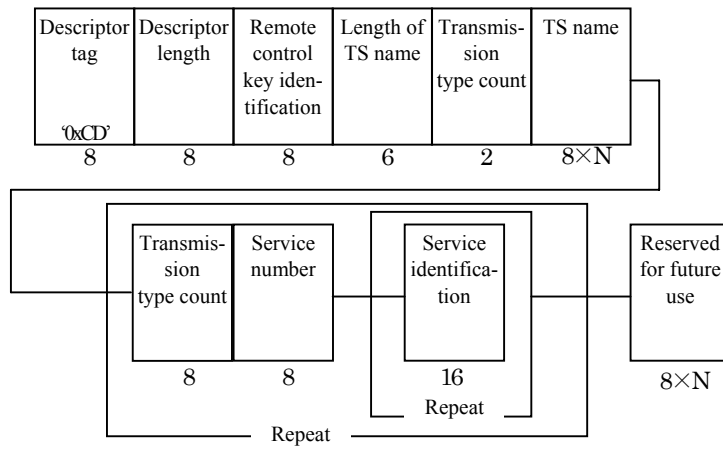 Descriptor
tag
'0xCD'
8
Descriptor
length
8
Remote
control
key iden-
tification
8
Length of
TS name
6
Transmis-
sion
type count
2
TS name
8×N
Transmis-
sion
type count
8
Service
number
8
Service
identifica-
tion
16
Repeat
Repeat
Reserved
for future
use
8×N